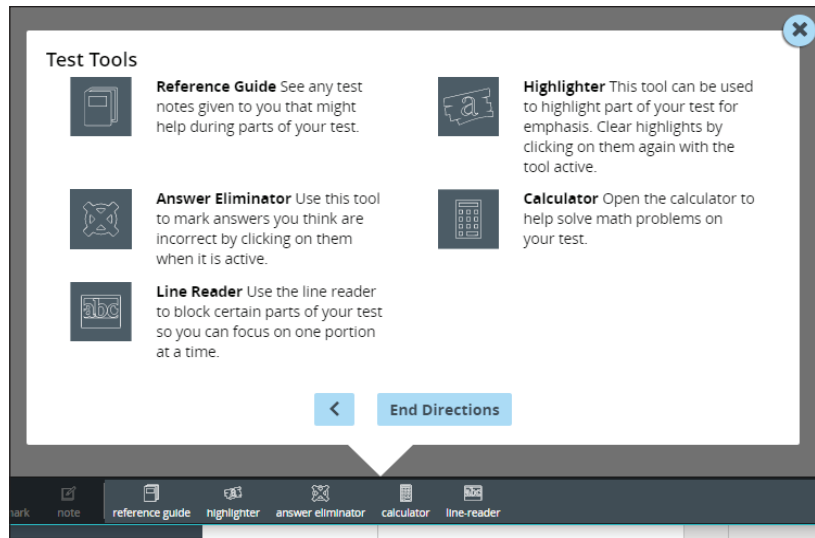 Test Tools
Reference Guide See any test
notes given to you that might
help during parts of your test.
Highlighter This tool can be used
to highlight part of your test for
emphasis. Clear highlights by
clicking on them again with the
tool active.
Answer Eliminator Use this tool
to mark answers you think are
incorrect by clicking on them
when it is active.
Calculator Open the calculator to
help solve math problems on
your test.
Line Reader Use the line reader
to block certain parts of your test
so you can focus on one portion
at a time.
a
abc
End Directions
abc
mark note reference guide highlighter answer eliminator calculator line-reader